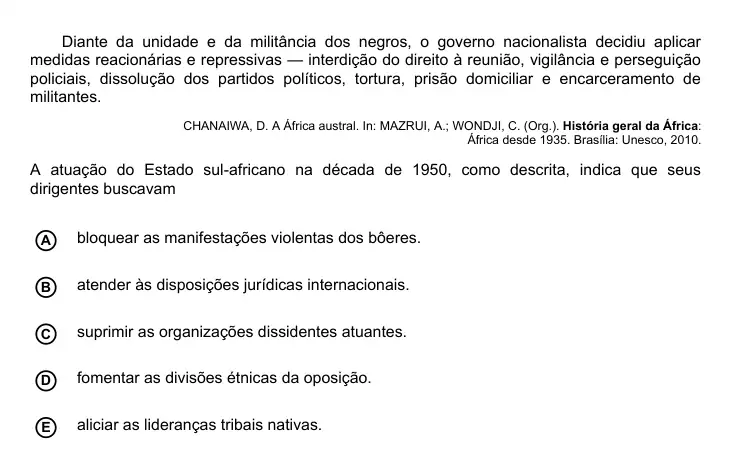 Diante da unidade e da militância dos negros, o governo nacionalista decidiu aplicar
medidas reacionárias e repressivas — interdição do direito à reunião, vigilância e perseguição
policiais, dissolução dos partidos políticos, tortura, prisão domiciliar e encarceramento de
militantes.
CHANAIWA, D. A África austral. In: MAZRUI, A.; WONDJI, C. (Org.). História geral da África:
África desde 1935. Brasília: Unesco, 2010.
A atuação do Estado sul-africano na década de 1950, como descrita, indica que seus
dirigentes buscavam
A bloquear as manifestações violentas dos bôeres.
B atender às disposições jurídicas internacionais.
C suprimir as organizações dissidentes atuantes.
D fomentar as divisões étnicas da oposição.
E aliciar as lideranças tribais nativas.